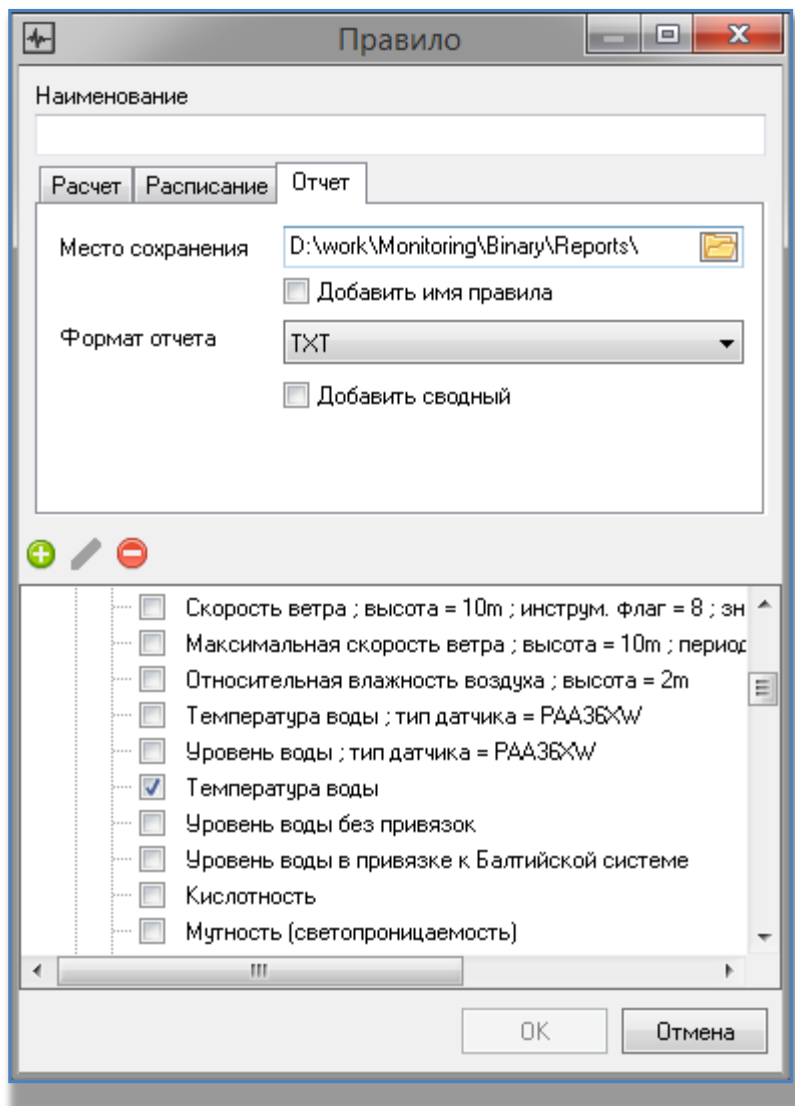 Правило
Наименование
Расчет Расписание Отчет
Место сохранения D:\work\Monitoring\Binary\Reports\
Добавить имя правила
Формат отчета TXT
Добавить сводный
Скорость ветра ; высота = 10m ; инструм. флаг = 8 ; зн
Максимальная скорость ветра ; высота = 10m ; период
Относительная влажность воздуха ; высота = 2m
Температура воды ; тип датчика = PAA36XW
Уровень воды ; тип датчика = PAA36XW
Температура воды
Уровень воды без привязок
Уровень воды в привязке к Балтийской системе
Кислотность
Мутность (светопроницаемость)
OK Отмена